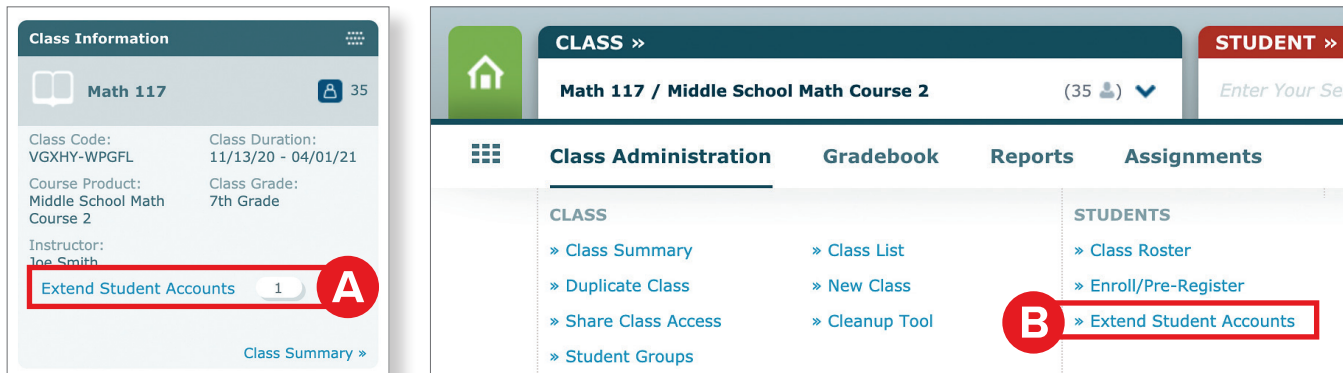 Class Information
Math 117
35
Class Code:
VGXHY-WPGFL
Class Duration:
11/13/20 - 04/01/21
Course Product:
Middle School Math
Course 2
Class Grade:
7th Grade
Instructor:
Joe Smith
Extend Student Accounts 1
A
Class Summary »
CLASS »
Math 117 / Middle School Math Course 2 (35 )
STUDENT »
Enter Your Se
Class Administration Gradebook Reports Assignments
CLASS
» Class Summary
» Duplicate Class
» Share Class Access
» Student Groups
» Class List
» New Class
» Cleanup Tool
STUDENTS
» Class Roster
» Enroll/Pre-Register
B
» Extend Student Accounts